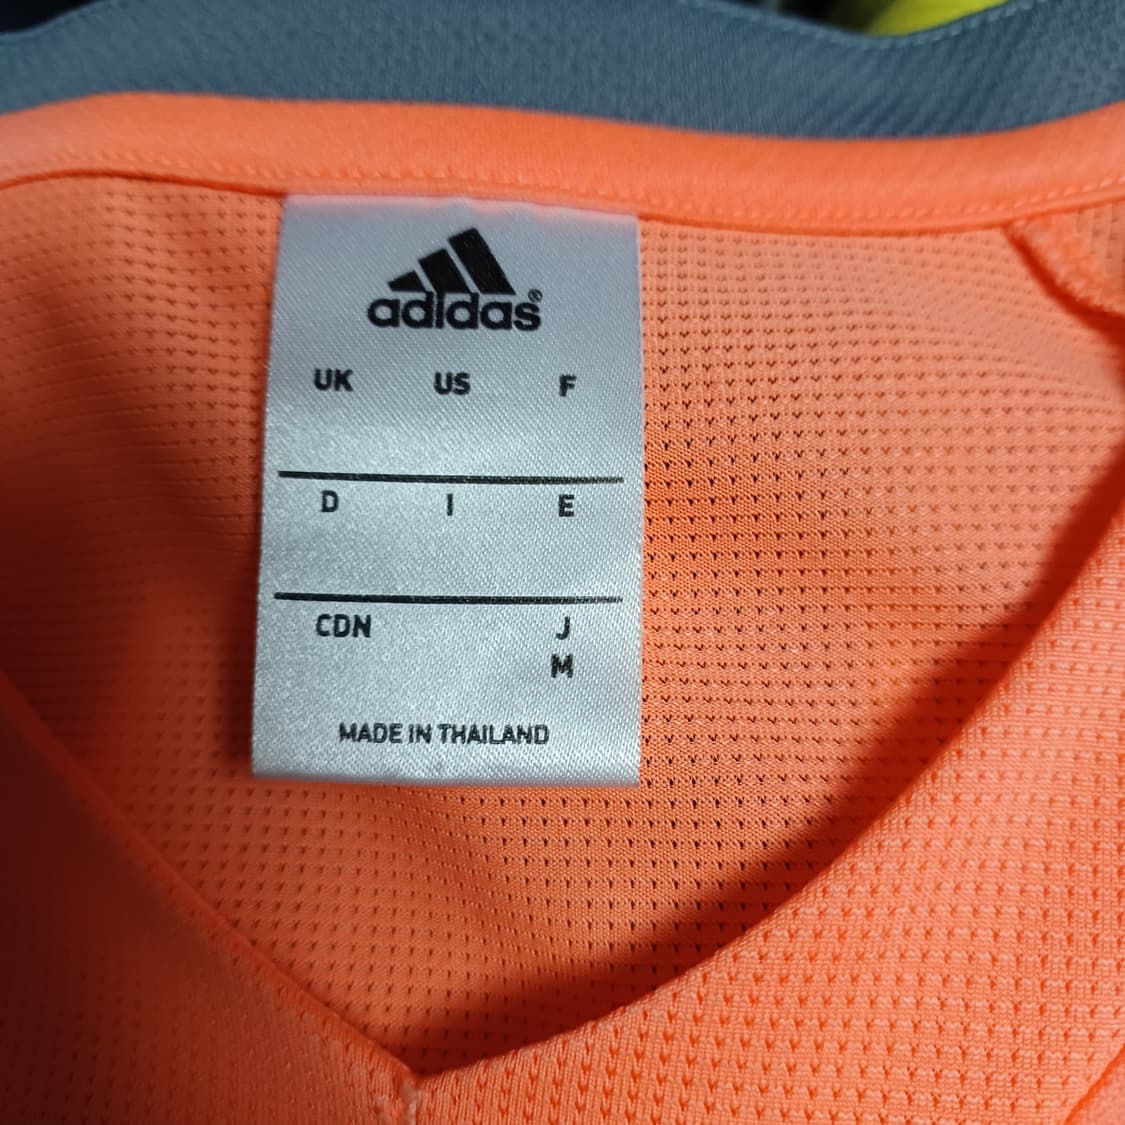 adidas®
UK US F
D I E
CDN J
M
MADE IN THAILAND